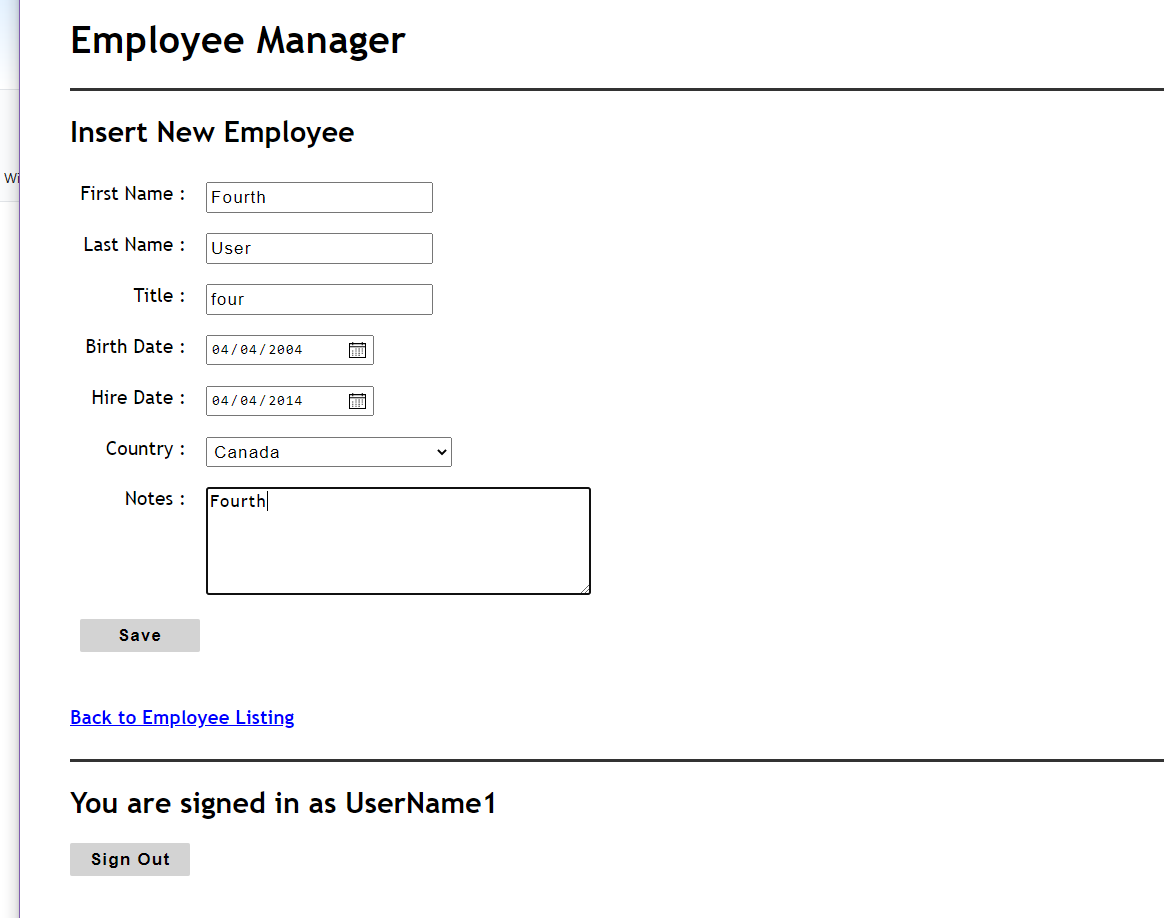 Employee Manager
Insert New Employee
Wi
First Name : Fourth
Last Name : User
Title : four
Birth Date : 04/04/2004
Hire Date : 04/04/2014
Country : Canada
Notes : Fourth
Save
Back to Employee Listing
You are signed in as UserName1
Sign Out